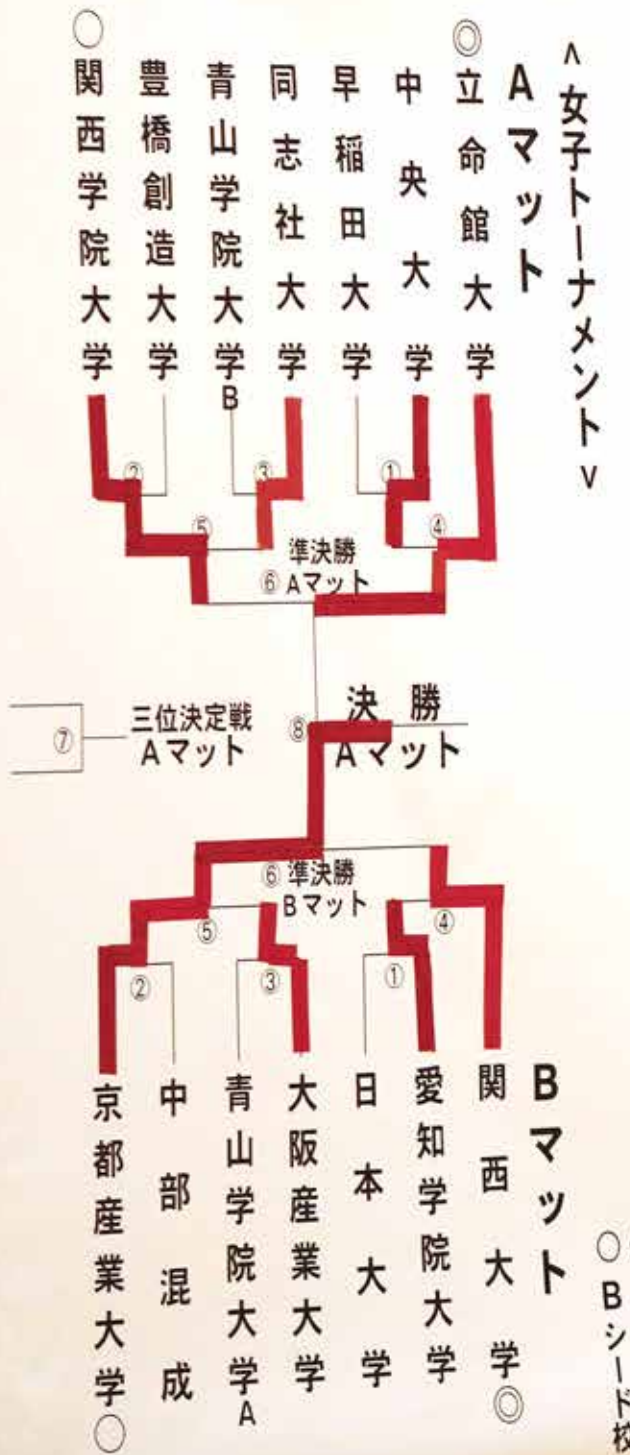 ＜女子トーナメント＞
Aマット
◎
立命館大学
中央大学
早稲田大学
同志社大学
青山学院大学B
豊橋創造大学
○
関西学院大学
①
③
②
④
⑤
準決勝
⑥ Aマット
決勝
⑧ Aマット
三位決定戦
⑦ Aマット
⑥ 準決勝
Bマット
④
⑤
①
③
②
Bマット
関西大学◎
愛知学院大学
日本大学
大阪産業大学
青山学院大学A
中部混成
京都産業大学○
○Bシード校